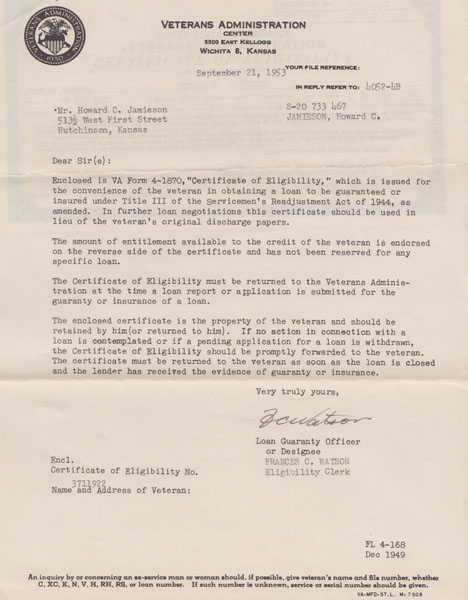 VETERANS ADMINISTRATION
1930
VETERANS ADMINISTRATION
CENTER
5500 EAST KELLOGG
WICHITA 8, KANSAS
September 21, 1953
YOUR FILE REFERENCE:
IN REPLY REFER TO: 4052-4B
Mr. Howard C. Jamieson
513½ West First Street
Hutchinson, Kansas
S-20 733 467
JAMIESON, Howard C.
Dear Sir(s):
Enclosed is VA Form 4-1870,"Certificate of Eligibility," which is issued for
the convenience of the veteran in obtaining a loan to be guaranteed or
insured under Title III of the Servicemen's Readjustment Act of 1944, as
amended. In further loan negotiations this certificate should be used in
lieu of the veteran's original discharge papers.
The amount of entitlement available to the credit of the veteran is endorsed
on the reverse side of the certificate and has not been reserved for any
specific loan.
The Certificate of Eligibility must be returned to the Veterans Adminis-
tration at the time a loan report or application is submitted for the
guaranty or insurance of a loan.
The enclosed certificate is the property of the veteran and should be
retained by him(or returned to him). If no action in connection with a
loan is contemplated or if a pending application for a loan is withdrawn,
the Certificate of Eligibility should be promptly forwarded to the veteran.
The certificate must be returned to the veteran as soon as the loan is closed
and the lender has received the evidence of guaranty or insurance.
Very truly yours,
FCWatson
Loan Guaranty Officer
or Designee
FRANCES C. WATSON
Eligibility Clerk
Encl.
Certificate of Eligibility No.
3711922
Name and Address of Veteran:
FL 4-168
Dec 1949
An inquiry by or concerning an ex-service man or woman should, if possible, give veteran's name and file number, whether
C, XC, K, N, V, H, RH, RS, or loan number. If such number is unknown, service or serial number should be given.
VA-MFD-ST.L. M-7508